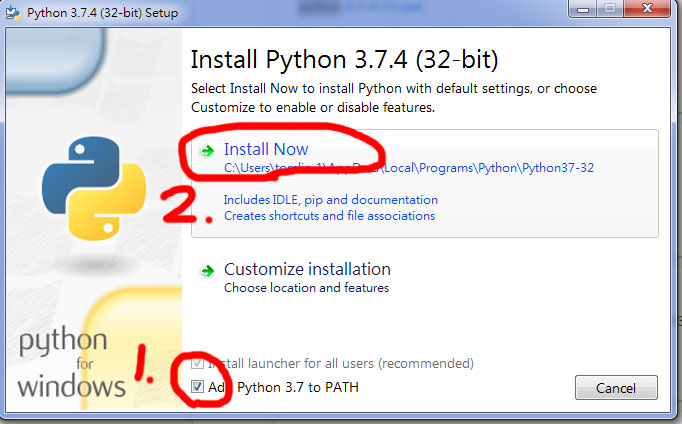 Python 3.7.4 (32-bit) Setup
Install Python 3.7.4 (32-bit)
Select Install Now to install Python with default settings, or choose
Customize to enable or disable features.
Install Now
C:\Users\ \AppData\Local\Programs\Python\Python37-32
2.
Includes IDLE, pip and documentation
Creates shortcuts and file associations
Customize installation
Choose location and features
python
for
windows
1.
Install launcher for all users (recommended)
Add Python 3.7 to PATH
Cancel